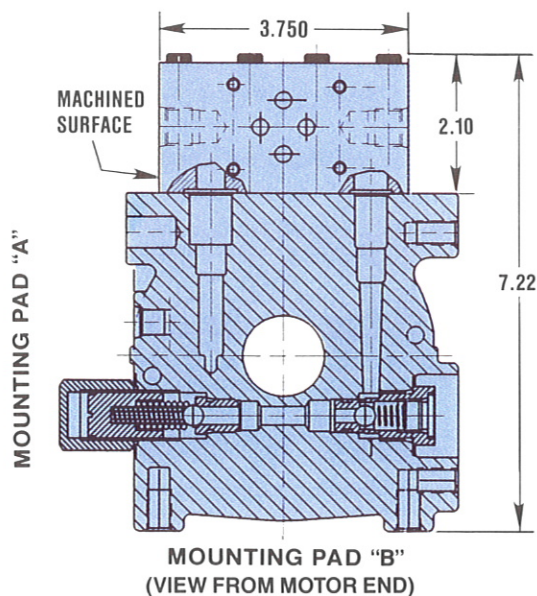 3.750
MACHINED
SURFACE
2.10
7.22
MOUNTING PAD "A"
MOUNTING PAD "B"
(VIEW FROM MOTOR END)